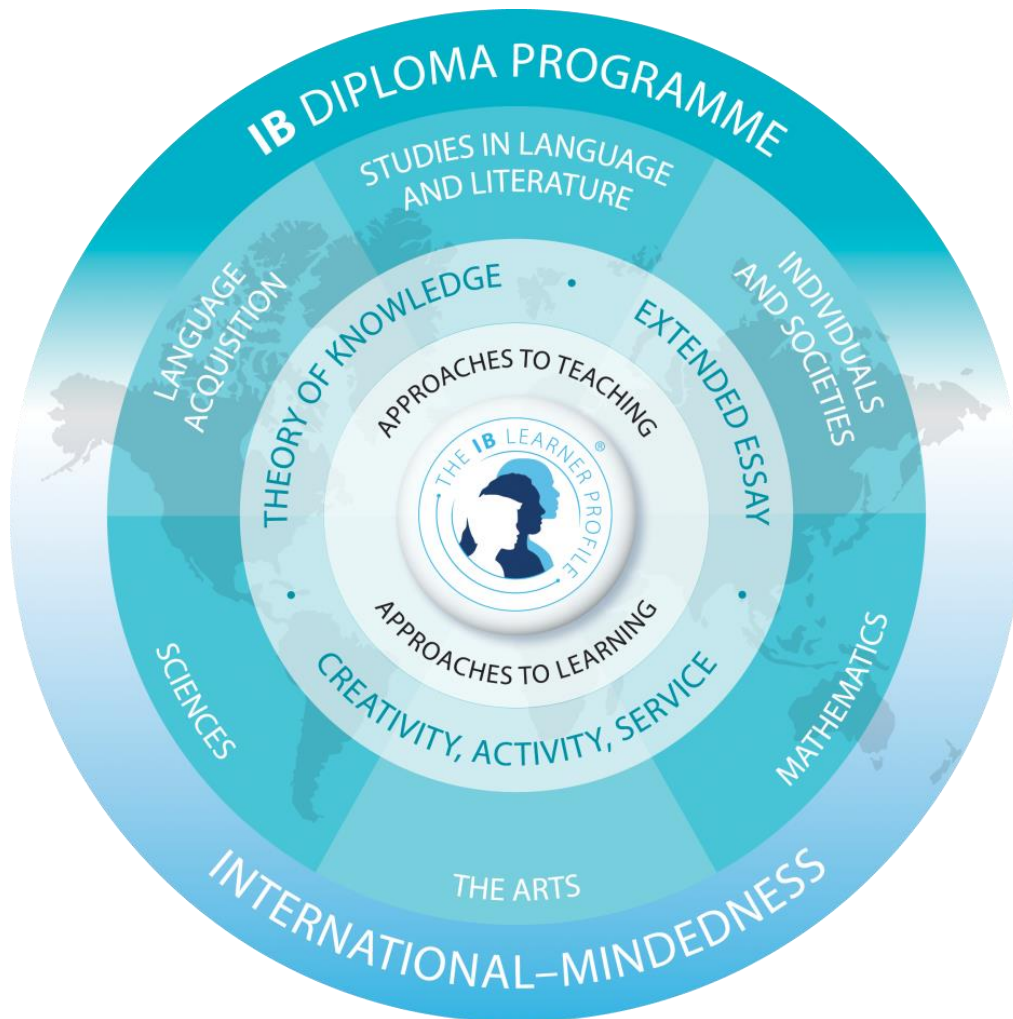 IB DIPLOMA PROGRAMME
STUDIES IN LANGUAGE
AND LITERATURE
LANGUAGE
ACQUISITION
INDIVIDUALS
AND SOCIETIES
THEORY OF KNOWLEDGE
•
EXTENDED ESSAY
APPROACHES TO TEACHING
THE IB LEARNER PROFILE
®
APPROACHES TO LEARNING
•
CREATIVITY, ACTIVITY, SERVICE
•
SCIENCES
MATHEMATICS
THE ARTS
INTERNATIONAL–MINDEDNESS